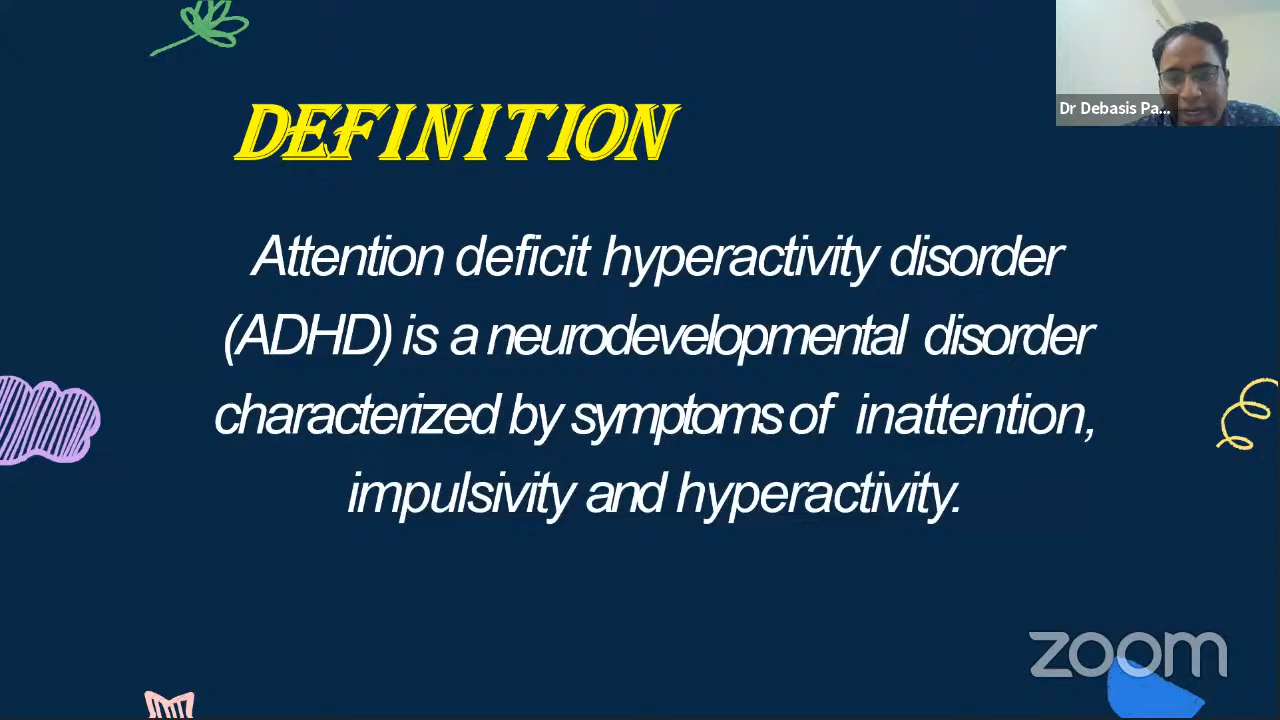 DEFINITION
Dr Debasis Pa...
Attention deficit hyperactivity disorder
(ADHD) is a neurodevelopmental disorder
characterized by symptoms of inattention,
impulsivity and hyperactivity.
zoom